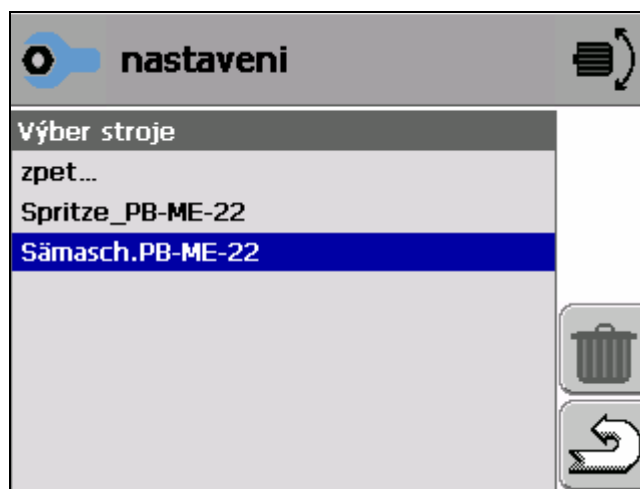 nastaveni
Výber stroje
zpet...
Spritze_PB-ME-22
Sämasch.PB-ME-22